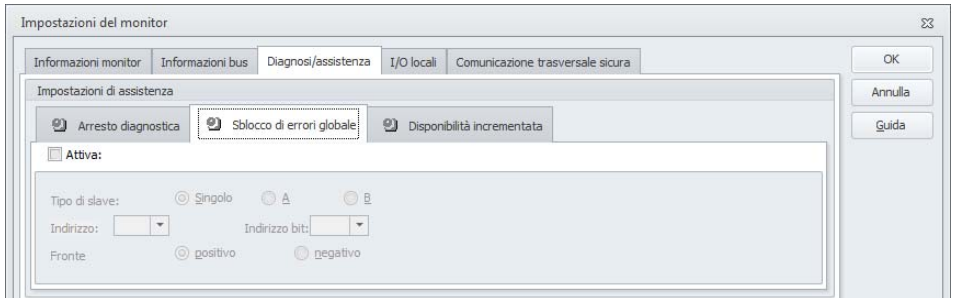 Impostazioni del monitor
Informazioni monitor Informazioni bus Diagnosi/assistenza I/O locali Comunicazione trasversale sicura
OK
Impostazioni di assistenza
Annulla
Arresto diagnostica Sblocco di errori globale Disponibilità incrementata
Guida
Attiva:
Tipo di slave: Singolo A B
Indirizzo: Indirizzo bit:
Fronte positivo negativo